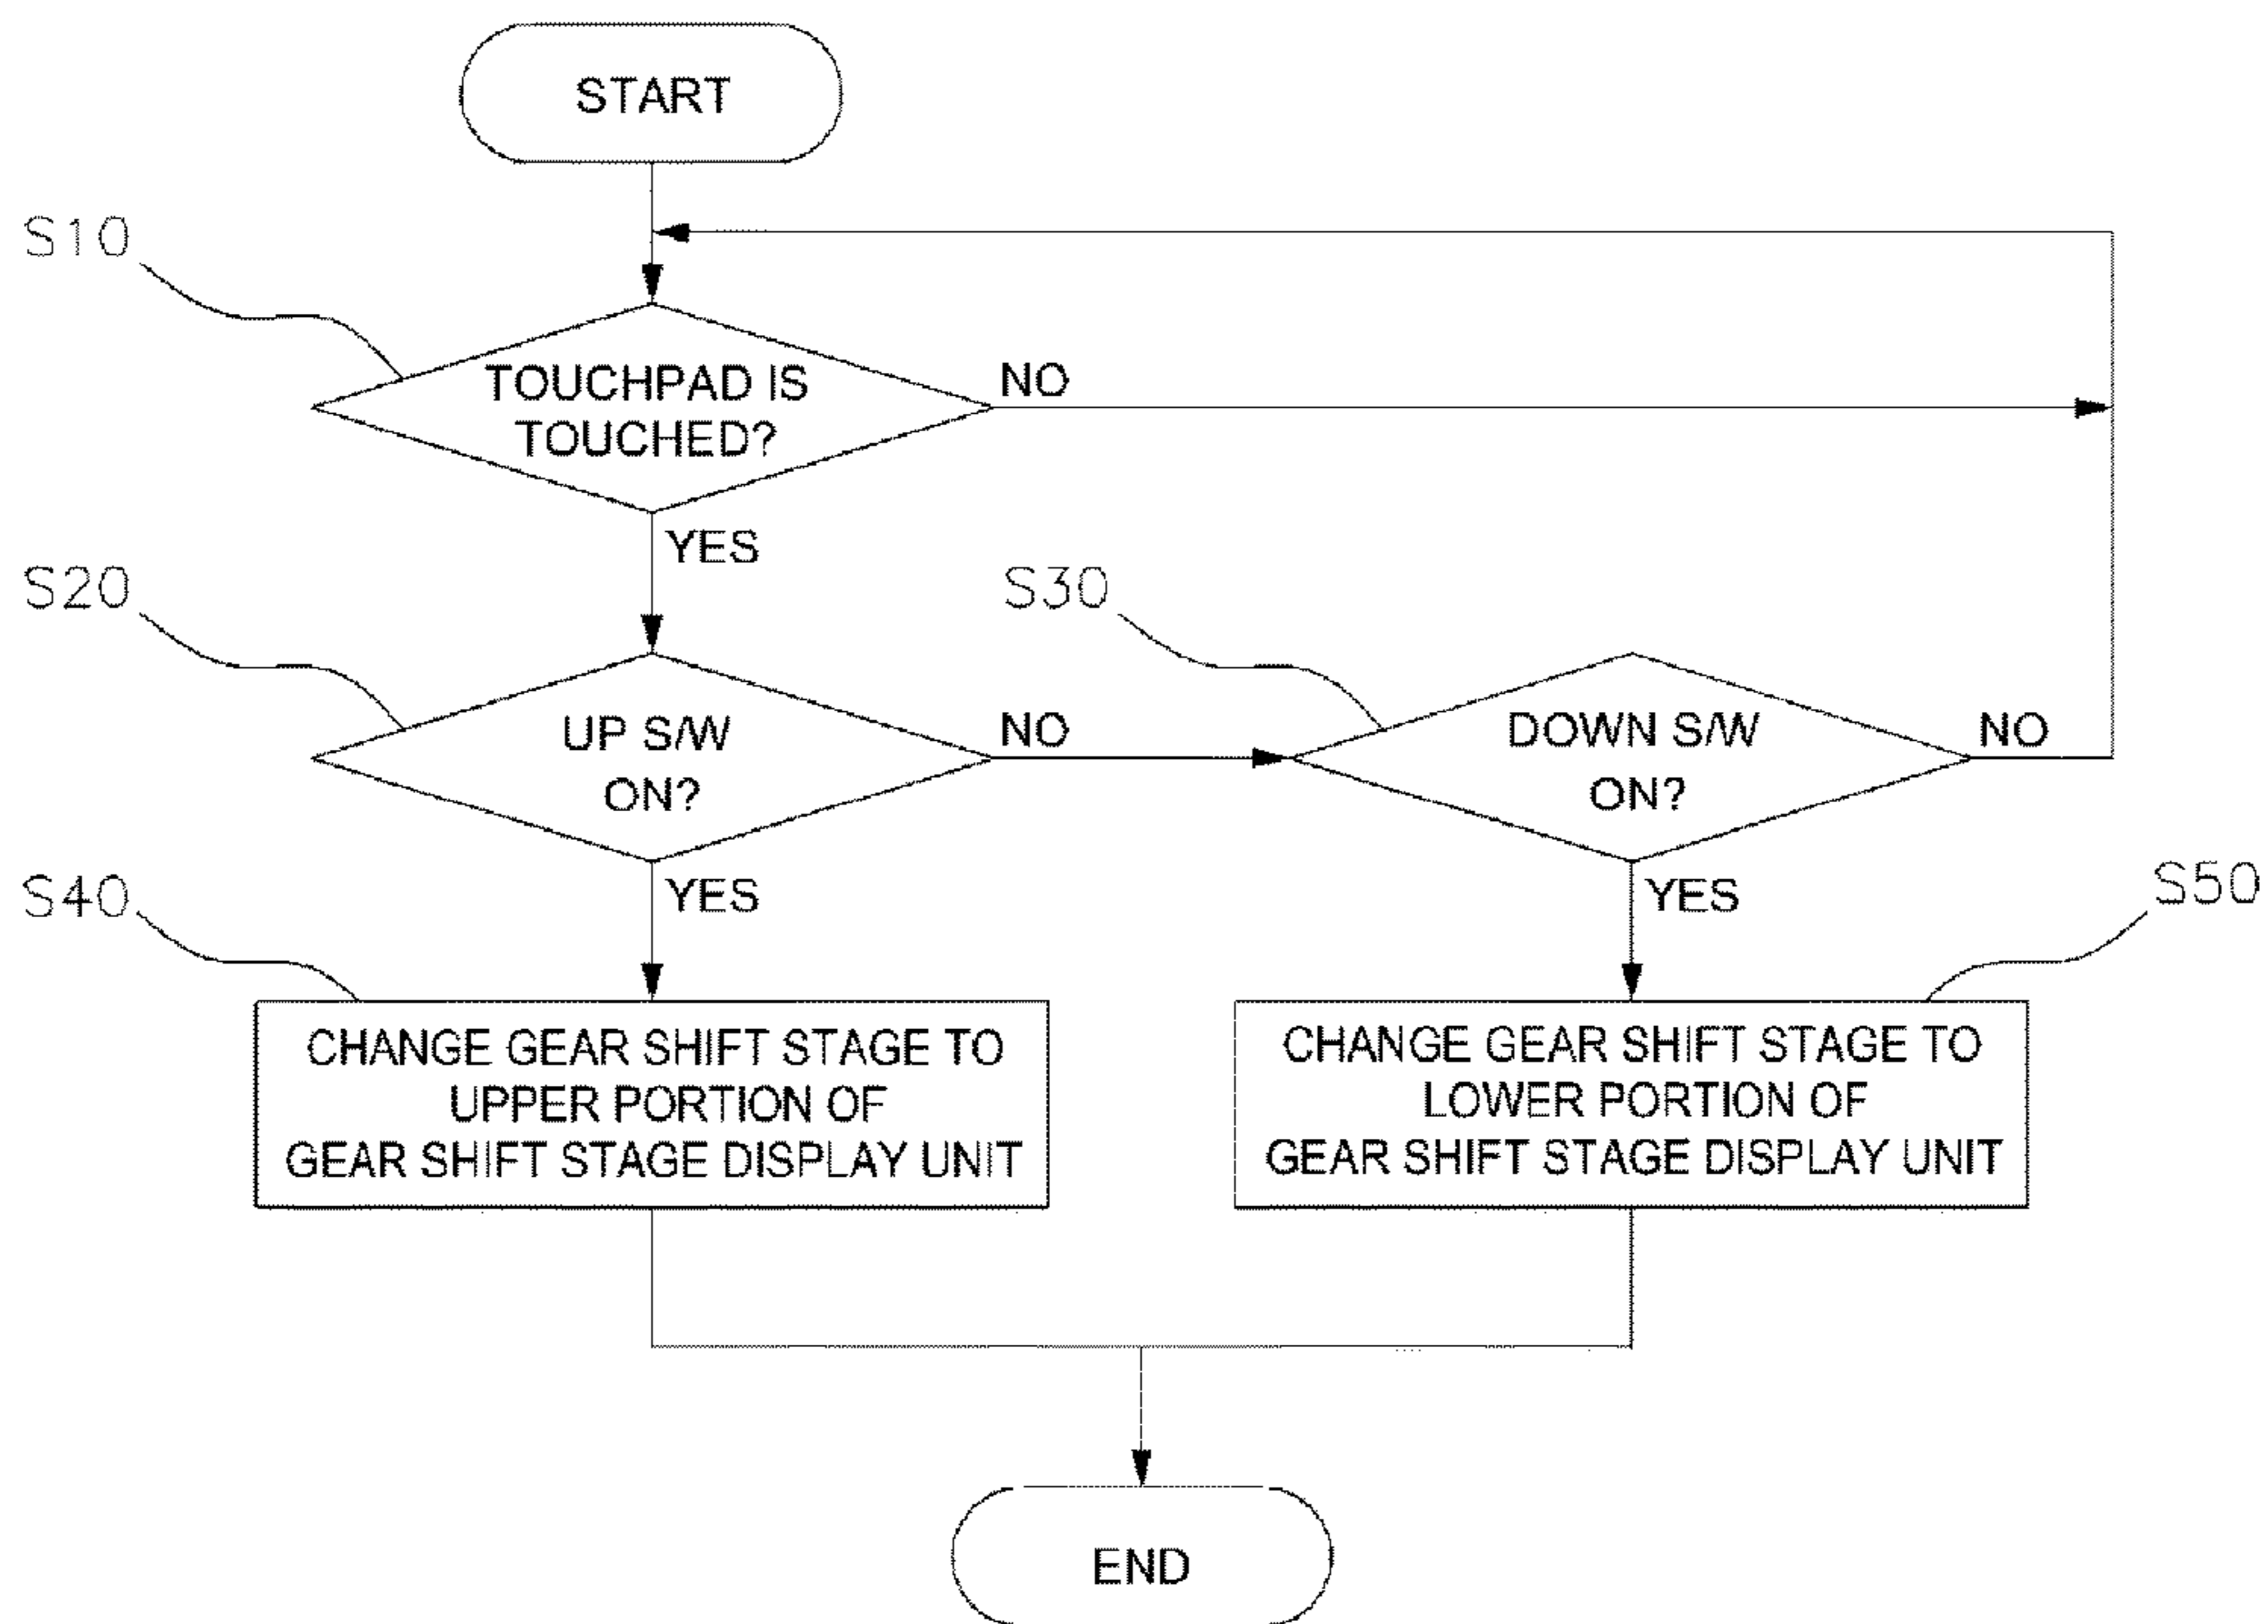 START
S10
TOUCHPAD IS
TOUCHED?
NO
YES
S20
UP S/W
ON?
NO
S30
DOWN S/W
ON?
NO
YES
YES
S40
CHANGE GEAR SHIFT STAGE TO
UPPER PORTION OF
GEAR SHIFT STAGE DISPLAY UNIT
S50
CHANGE GEAR SHIFT STAGE TO
LOWER PORTION OF
GEAR SHIFT STAGE DISPLAY UNIT
END